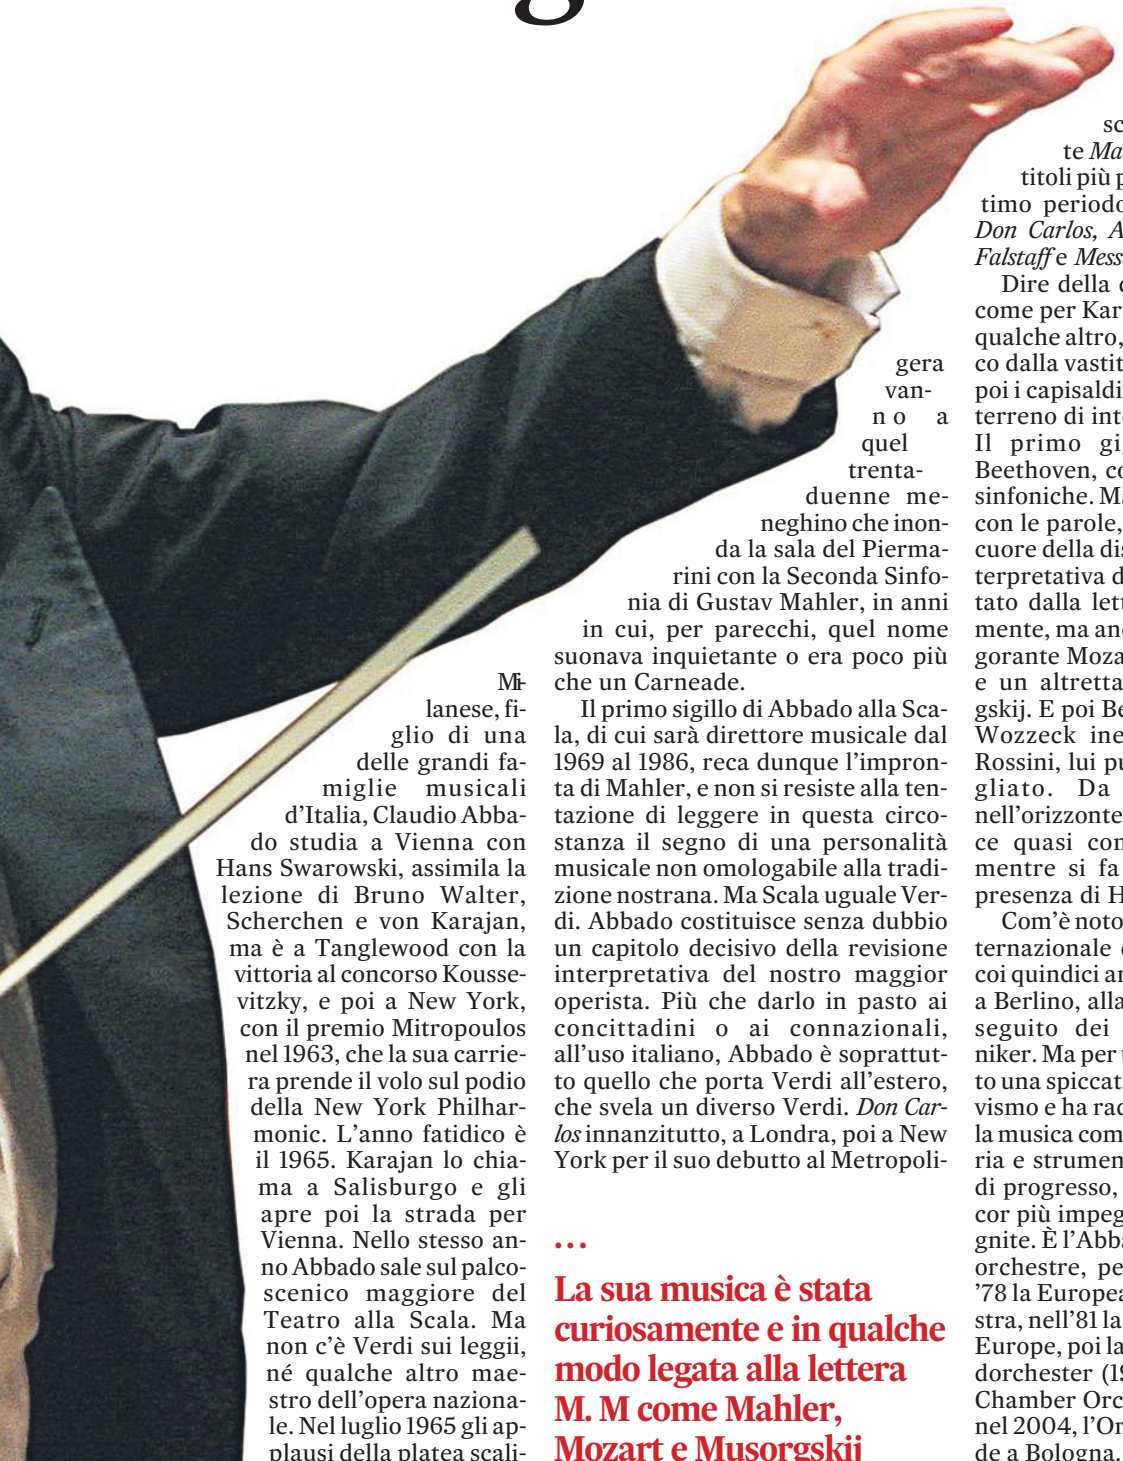 g
Mi-
lanese, fi-
glio di una
delle grandi fa-
miglie musicali
d'Italia, Claudio Abba-
do studia a Vienna con
Hans Swarowski, assimila la
lezione di Bruno Walter,
Scherchen e von Karajan,
ma è a Tanglewood con la
vittoria al concorso Kousse-
vitzky, e poi a New York,
con il premio Mitropoulos
nel 1963, che la sua carrie-
ra prende il volo sul podio
della New York Philhar-
monic. L'anno fatidico è
il 1965. Karajan lo chia-
ma a Salisburgo e gli
apre poi la strada per
Vienna. Nello stesso an-
no Abbado sale sul palco-
scenico maggiore del
Teatro alla Scala. Ma
non c'è Verdi sui leggii,
né qualche altro mae-
stro dell'opera naziona-
le. Nel luglio 1965 gli ap-
plausi della platea scali-
gera
van-
no a
quel
trenta-
duenne me-
neghino che inon-
da la sala del Pierma-
rini con la Seconda Sinfo-
nia di Gustav Mahler, in anni
in cui, per parecchi, quel nome
suonava inquietante o era poco più
che un Carneade.
Il primo sigillo di Abbado alla Sca-
la, di cui sarà direttore musicale dal
1969 al 1986, reca dunque l'impron-
ta di Mahler, e non si resiste alla ten-
tazione di leggere in questa circo-
stanza il segno di una personalità
musicale non omologabile alla tradi-
zione nostrana. Ma Scala uguale Ver-
di. Abbado costituisce senza dubbio
un capitolo decisivo della revisione
interpretativa del nostro maggior
operista. Più che darlo in pasto ai
concittadini o ai connazionali,
all'uso italiano, Abbado è soprattut-
to quello che porta Verdi all'estero,
che svela un diverso Verdi. Don Car-
los innanzitutto, a Londra, poi a New
York per il suo debutto al Metropoli-
...
La sua musica è stata
curiosamente e in qualche
modo legata alla lettera
M. M come Mahler,
Mozart e Musorgskij
sc
te Ma
titoli più p
timo periodo
Don Carlos, A
Falstaff e Mess
Dire della d
come per Kar
qualche altro,
co dalla vastit
poi i capisaldi
terreno di int
Il primo gi
Beethoven, co
sinfoniche. Ma
con le parole,
cuore della dis
terpretativa d
tato dalla lett
mente, ma an
gorante Moza
e un altretta
gskij. E poi Be
Wozzeck ine
Rossini, lui pu
gliato. Da
nell'orizzonte
ce quasi con
mentre si fa
presenza di H
Com'è noto
ternazionale
coi quindici an
a Berlino, alla
seguito dei
niker. Ma per
to una spiccat
vismo e ha rac
la musica com
ria e strumen
di progresso,
cor più impeg
gnite. È l'Abba
orchestre, pe
'78 la Europea
stra, nell'81 la
Europe, poi la
dorchester (19
Chamber Orc
nel 2004, l'Or
de a Bologna.